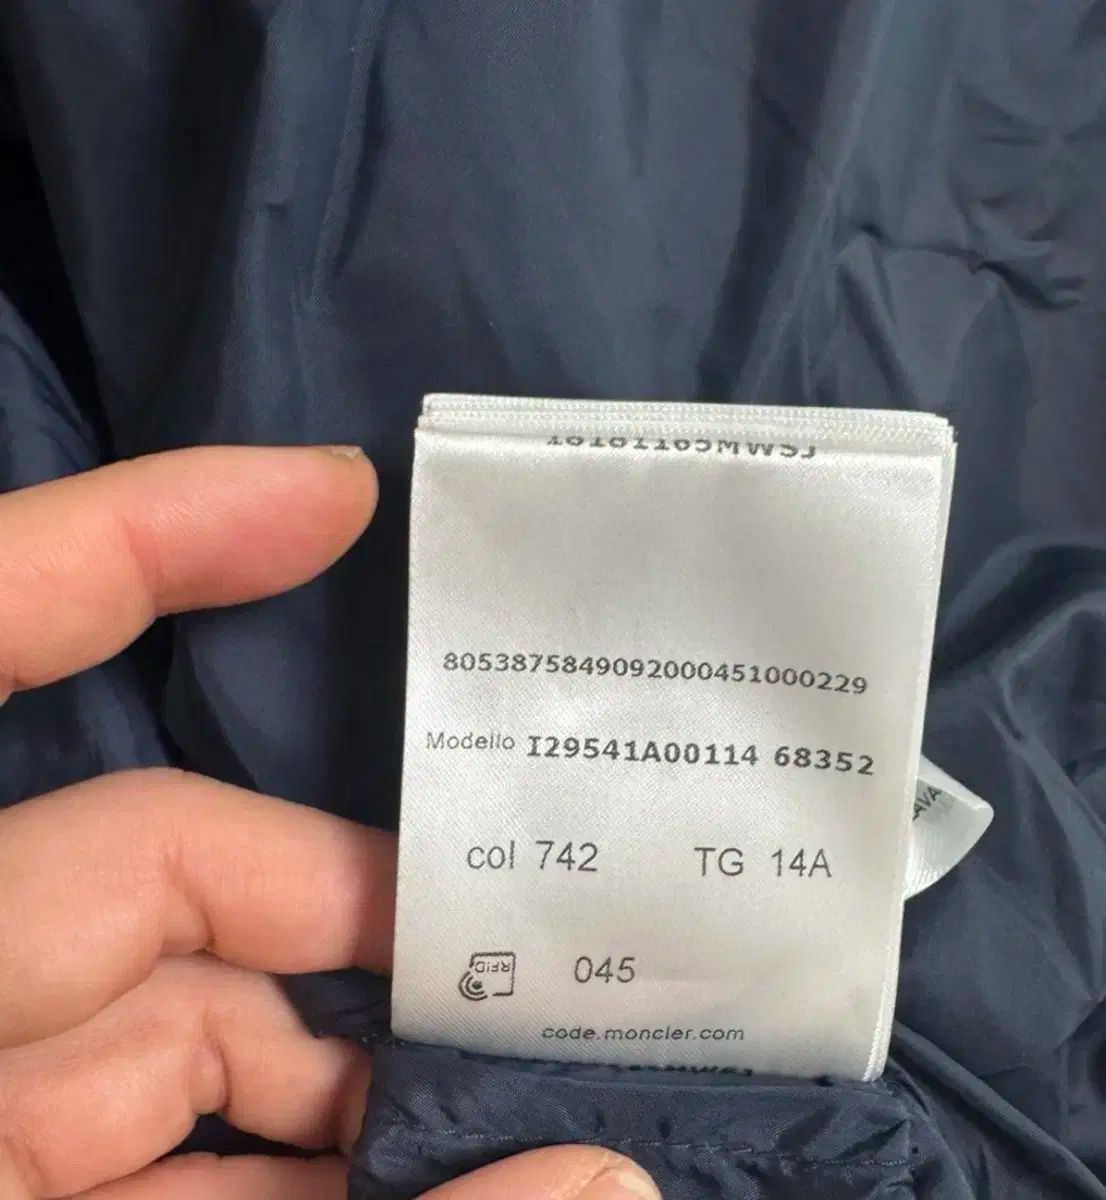 8053875849092000451000229
Modello I29541A00114 68352
col 742 TG 14A
RFID
045
code.moncler.com